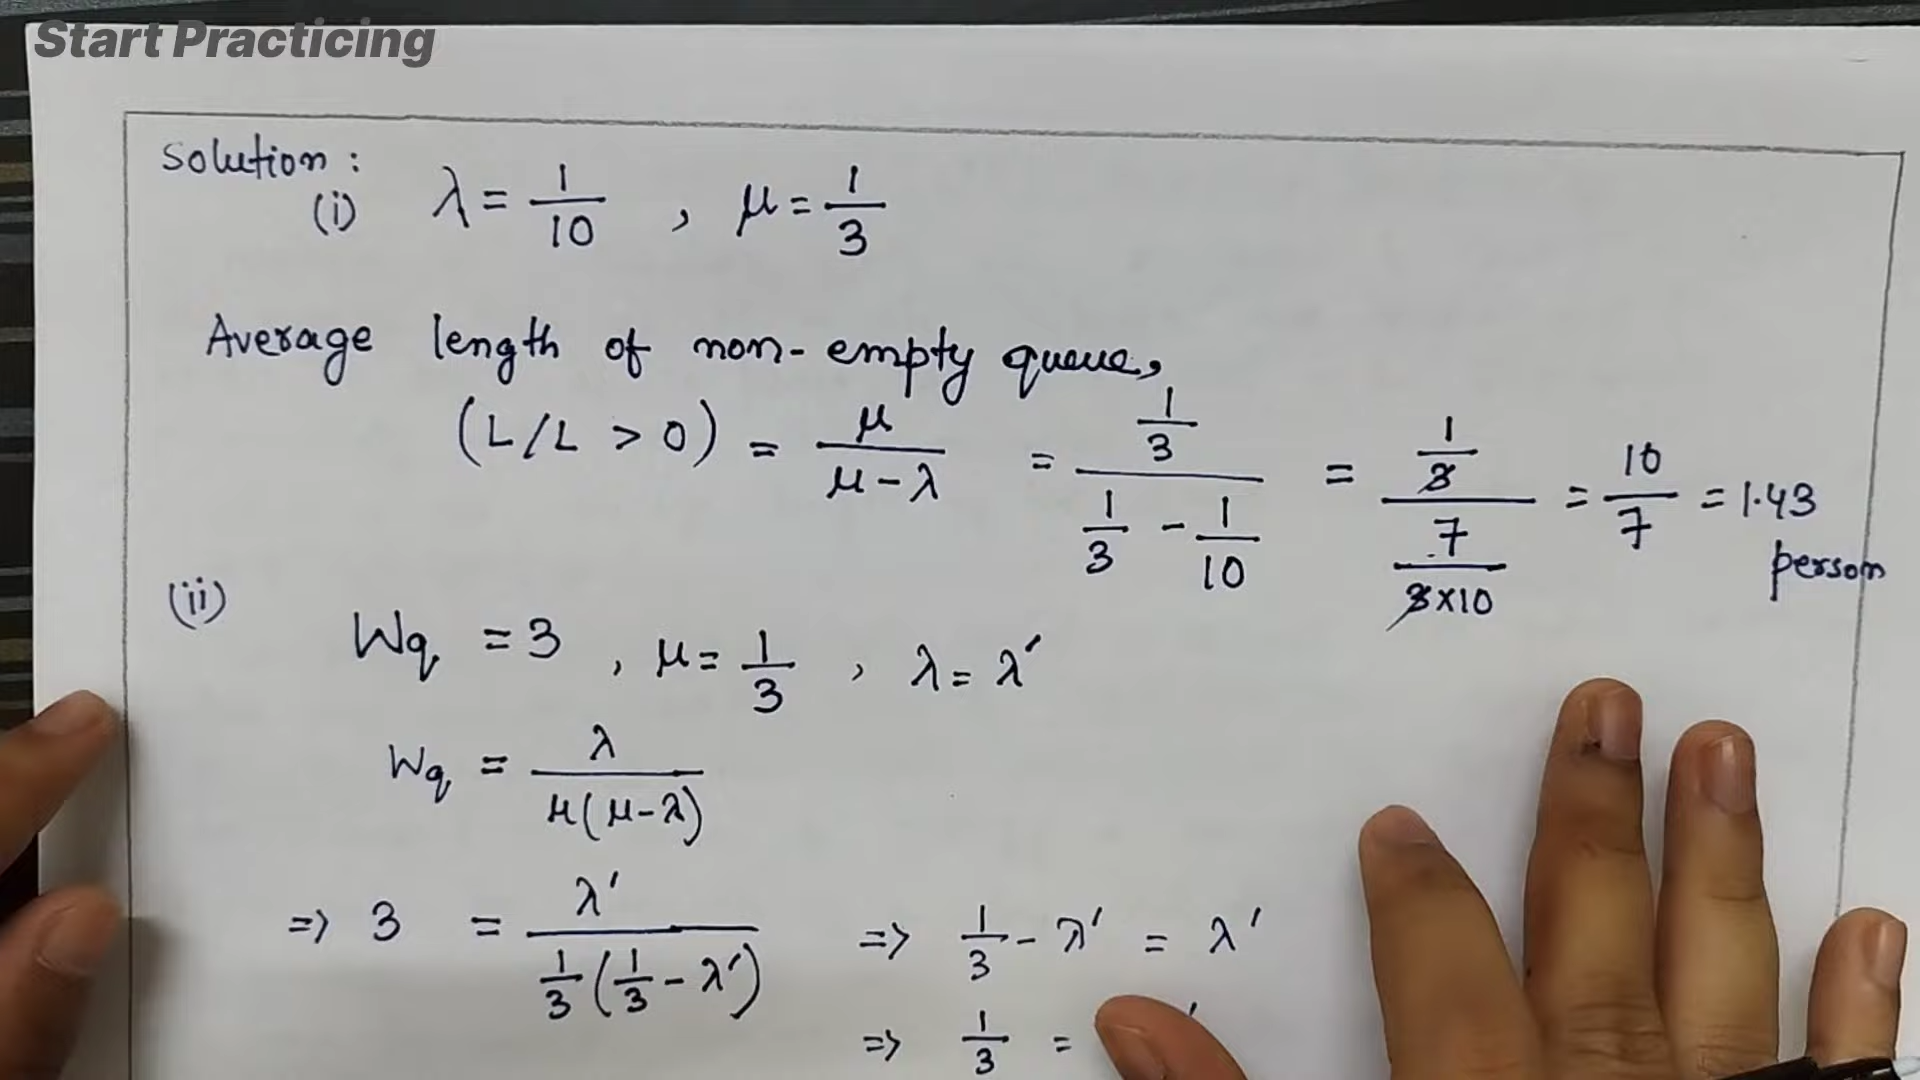 Start Practicing
Solution :
(i) λ = 1/10 , μ = 1/3
Average length of non-empty queue,
(L/L > 0) = μ/(μ-λ) = (1/3)/(1/3 - 1/10) = (1/3)/(7/(3×10)) = 10/7 = 1.43 person
(ii) Wq = 3 , μ = 1/3 , λ = λ′
Wq = λ/(μ(μ-λ))
=> 3 = λ′/(1/3(1/3 - λ′)) => 1/3 - λ′ = λ′
=> 1/3 =